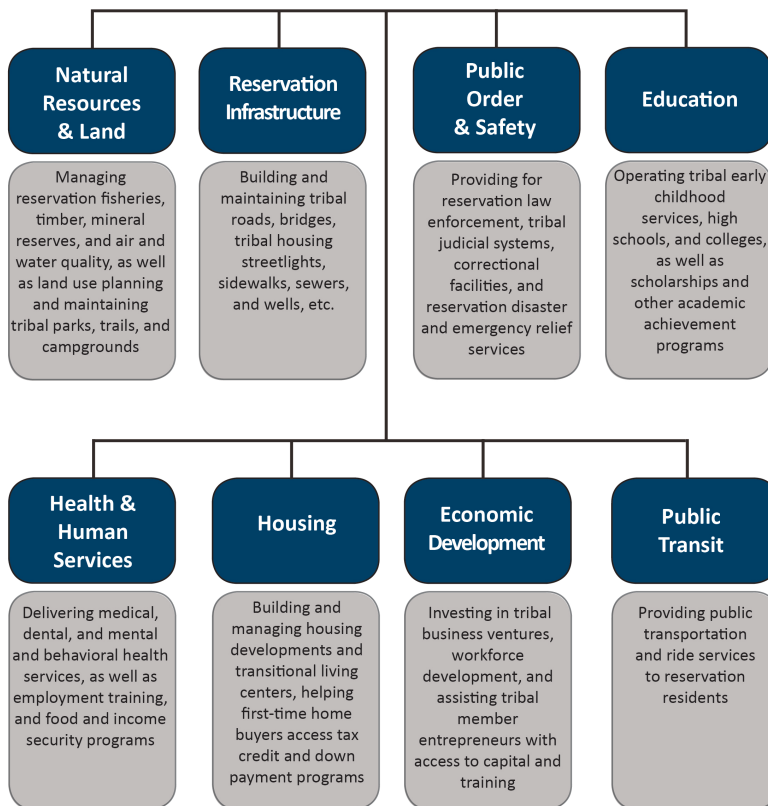 Natural
Resources
& Land
Managing
reservation fisheries,
timber, mineral
reserves, and air and
water quality, as well
as land use planning
and maintaining
tribal parks, trails, and
campgrounds
Reservation
Infrastructure
Building and
maintaining tribal
roads, bridges,
tribal housing
streetlights,
sidewalks, sewers,
and wells, etc.
Public
Order
& Safety
Providing for
reservation law
enforcement, tribal
judicial systems,
correctional
facilities, and
reservation disaster
and emergency relief
services
Education
Operating tribal early
childhood
services, high
schools, and colleges,
as well as
scholarships and
other academic
achievement
programs
Health &
Human
Services
Delivering medical,
dental, and mental
and behavioral health
services, as well as
employment training,
and food and income
security programs
Housing
Building and
managing housing
developments and
transitional living
centers, helping
first-time home
buyers access tax
credit and down
payment programs
Economic
Development
Investing in tribal
business ventures,
workforce
development, and
assisting tribal
member
entrepreneurs with
access to capital and
training
Public
Transit
Providing public
transportation
and ride services
to reservation
residents